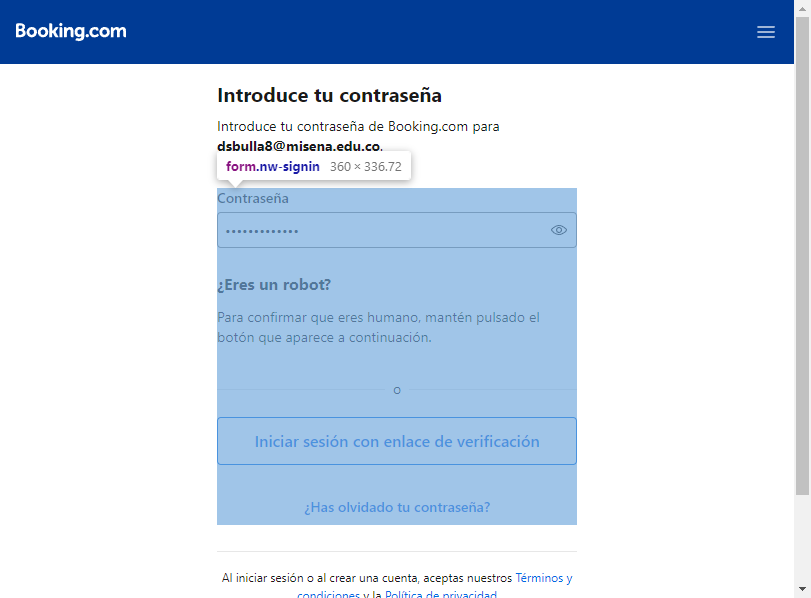 Booking.com
Introduce tu contraseña
Introduce tu contraseña de Booking.com para
dsbulla8@misena.edu.co.
form.nw-signin 360 × 336.72
Contraseña
•••••••••••••
¿Eres un robot?
Para confirmar que eres humano, mantén pulsado el
botón que aparece a continuación.
o
Iniciar sesión con enlace de verificación
¿Has olvidado tu contraseña?
Al iniciar sesión o al crear una cuenta, aceptas nuestros Términos y
condiciones y la Política de privacidad.